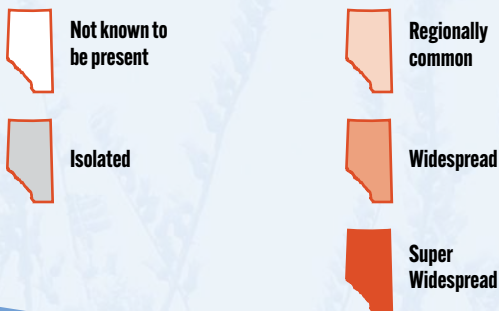 Not known to
be present
Isolated
Regionally
common
Widespread
Super
Widespread